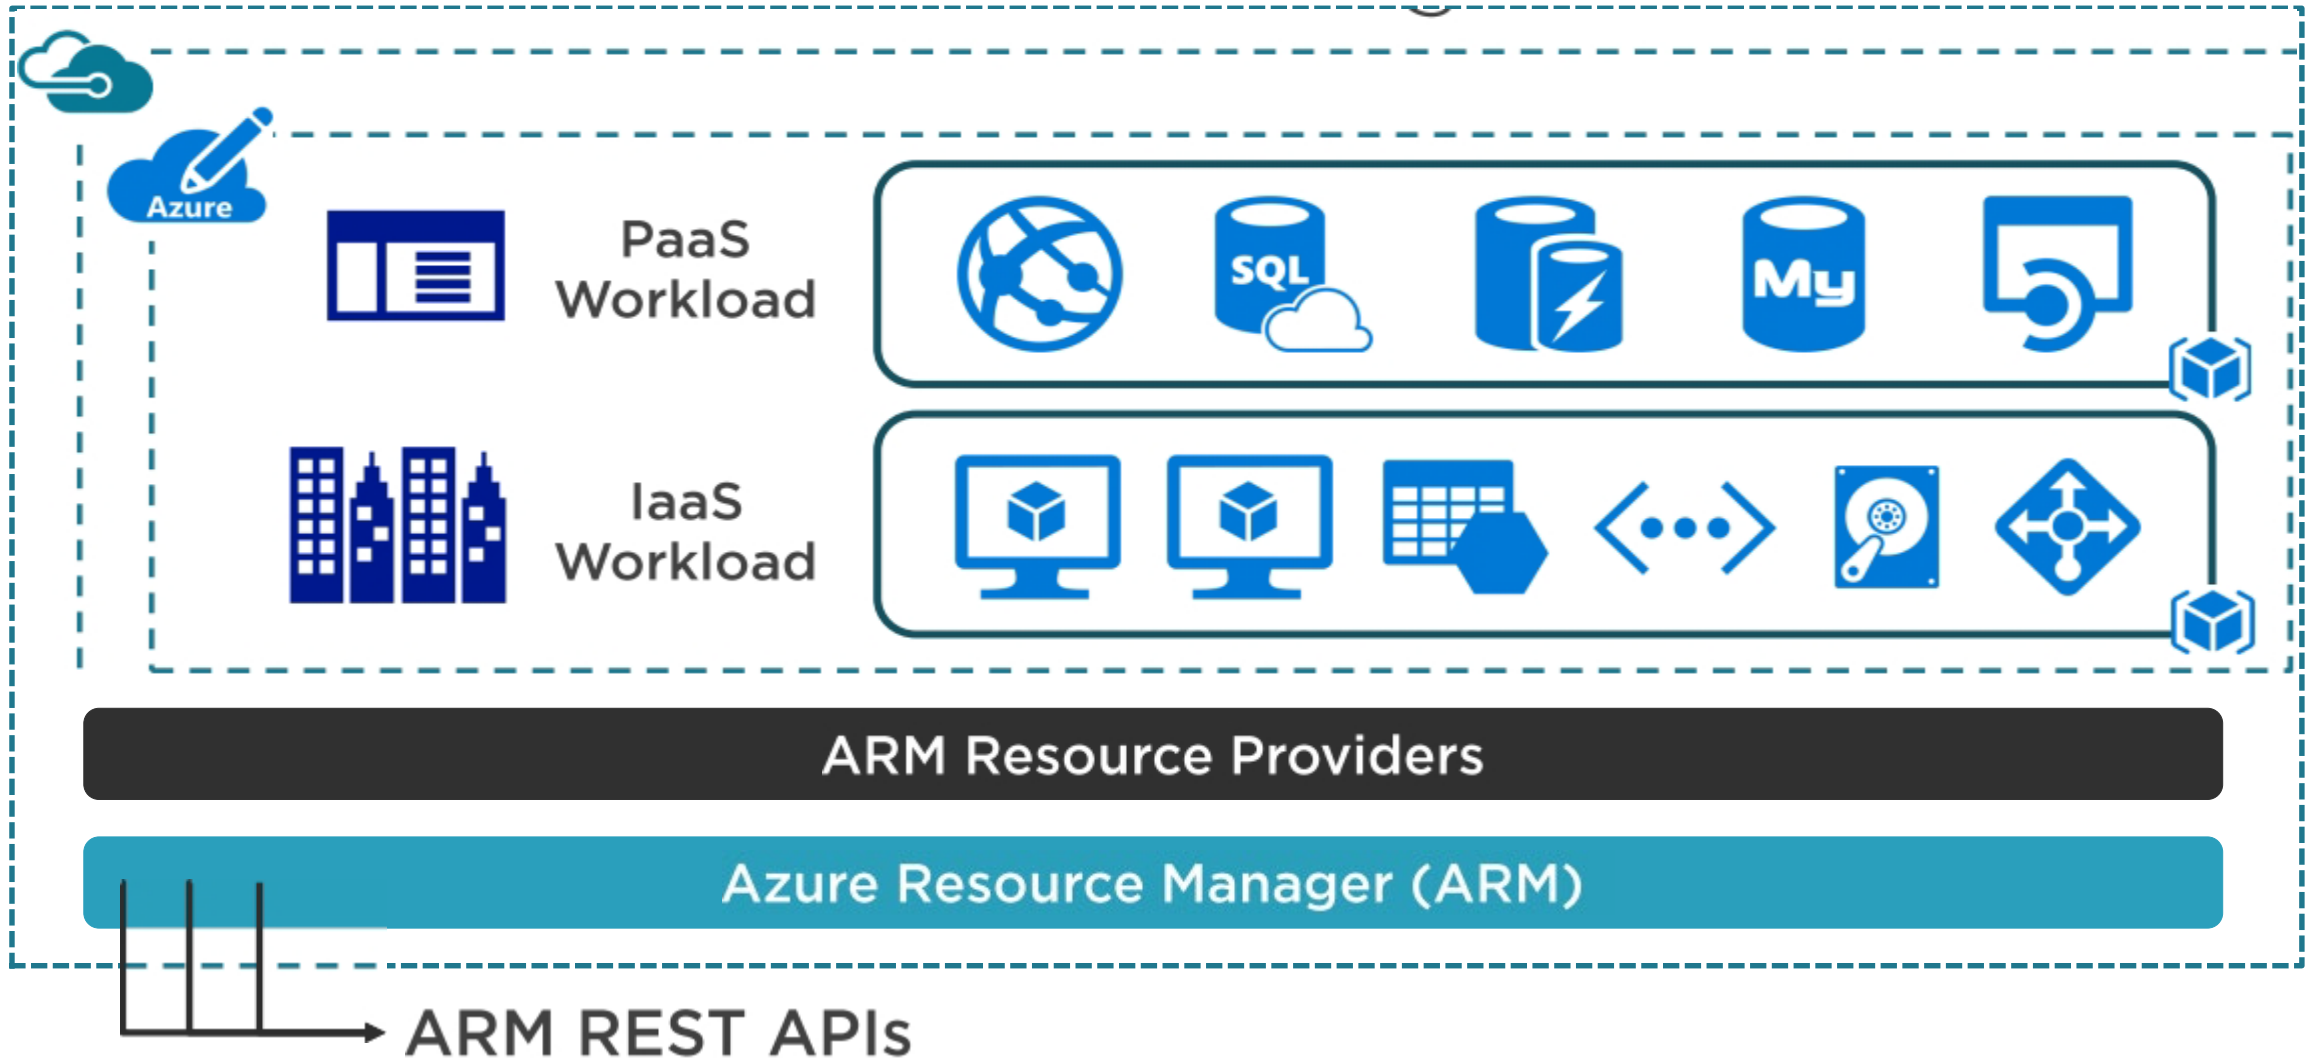 Azure
PaaS
Workload
SQL
My
IaaS
Workload
ARM Resource Providers
Azure Resource Manager (ARM)
ARM REST APIs